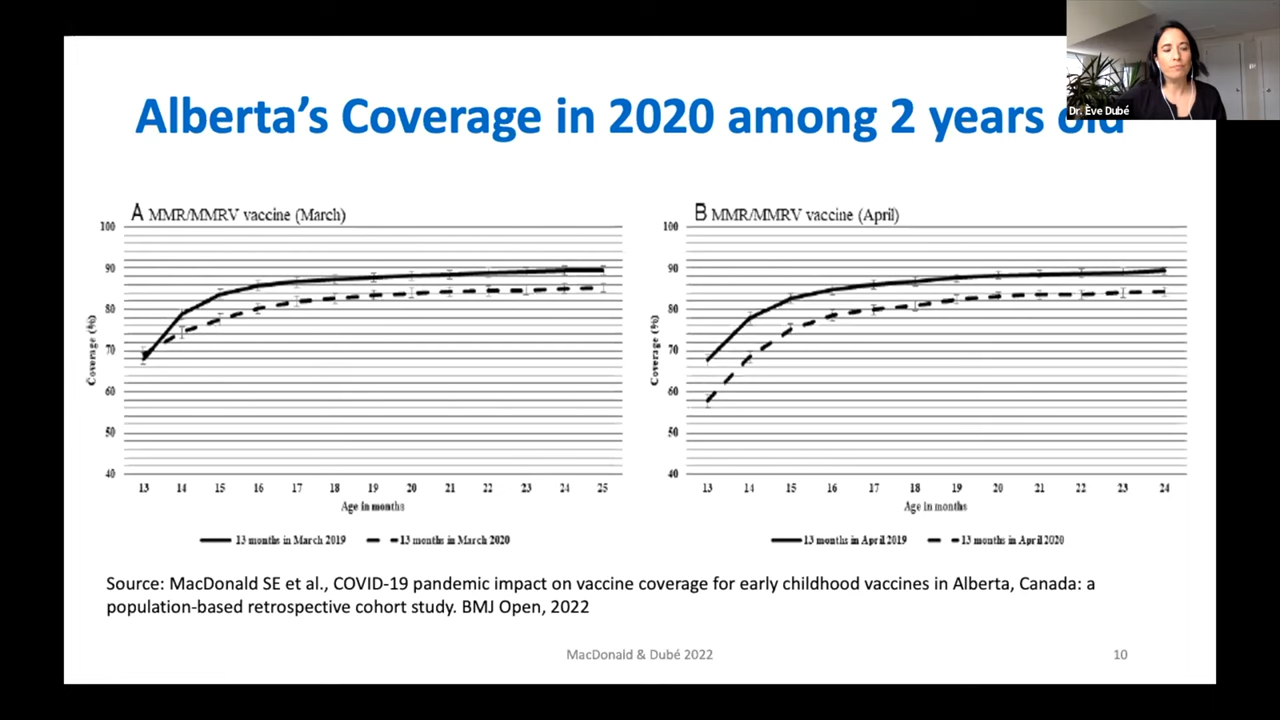 Dr. Ève Dubé
Alberta's Coverage in 2020 among 2 years old
A MMR/MMRV vaccine (March)
100
90
80
70
60
50
40
Coverage (%)
13 14 15 16 17 18 19 20 21 22 23 24 25
Age in months
13 months in March 2019 13 months in March 2020
B MMR/MMRV vaccine (April)
100
90
80
70
60
50
40
Coverage (%)
13 14 15 16 17 18 19 20 21 22 23 24
Age in months
13 months in April 2019 13 months in April 2020
Source: MacDonald SE et al., COVID-19 pandemic impact on vaccine coverage for early childhood vaccines in Alberta, Canada: a
population-based retrospective cohort study. BMJ Open, 2022
MacDonald & Dubé 2022
10